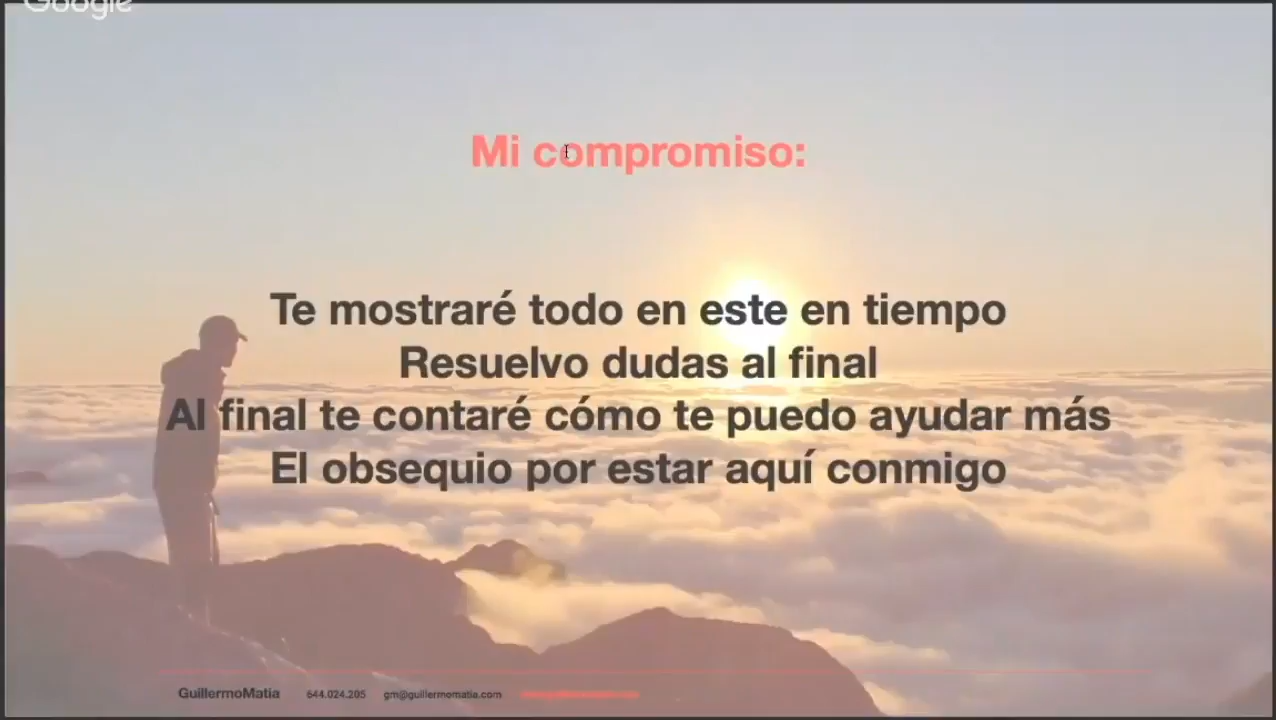 Google
Mi compromiso:
Te mostraré todo en este en tiempo
Resuelvo dudas al final
Al final te contaré cómo te puedo ayudar más
El obsequio por estar aquí conmigo
GuillermoMatia 644.024.205 gm@guillermomatia.com